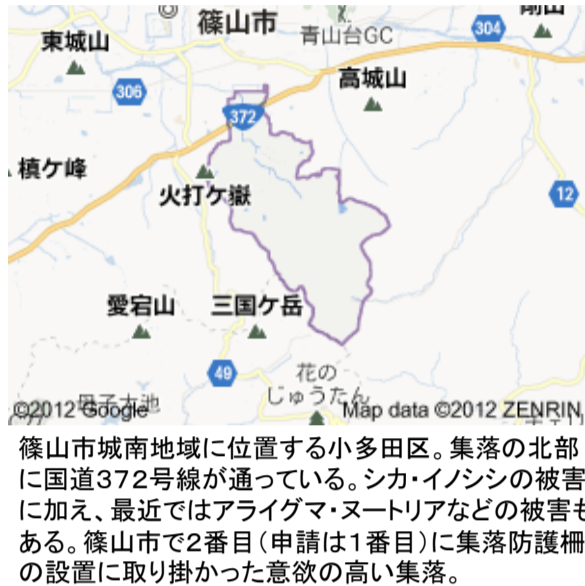 篠山市
東城山
青山台GC
304
306
高城山
372
槙ケ峰
火打ケ嶽
12
愛宕山
三国ケ岳
49
花の
じゅうたん
©2012 Google
Map data ©2012 ZENRIN
篠山市城南地域に位置する小多田区。集落の北部
に国道372号線が通っている。シカ・イノシシの被害
に加え、最近ではアライグマ・ヌートリアなどの被害も
ある。篠山市で2番目(申請は1番目)に集落防護柵
の設置に取り掛かった意欲の高い集落。